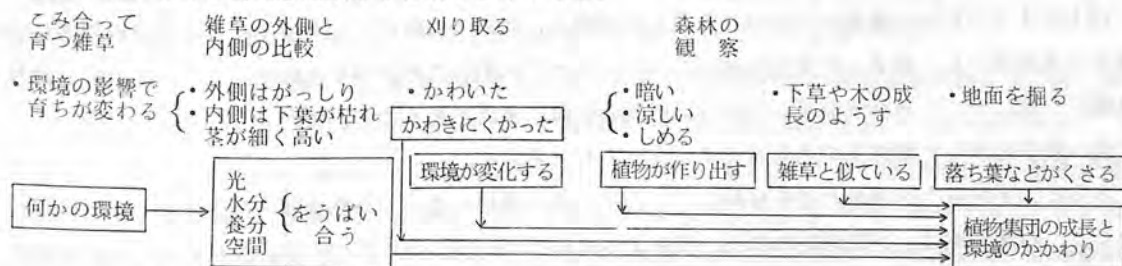 こみ合って
育つ雑草
雑草の外側と
内側の比較
刈り取る
森林の
観察
・環境の影響で
育ちが変わる
・外側はがっしり
・内側は下葉が枯れ
茎が細く高い
・かわいた
かわきにくかった
・暗い
・涼しい
・しめる
・下草や木の成
長のようす
・地面を掘る
環境が変化する
植物が作り出す
雑草と似ている
落ち葉などがくさる
何かの環境
光
水分
養分
空間
をうばい
合う
植物集団の成長と
環境のかかわり